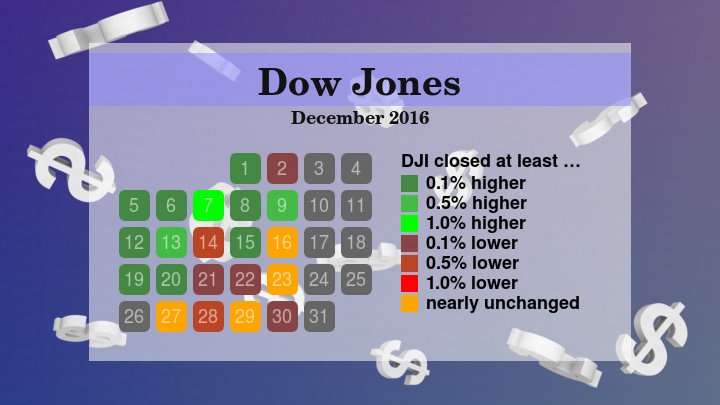 Dow Jones
December 2016
1 2 3 4
5 6 7 8 9 10 11
12 13 14 15 16 17 18
19 20 21 22 23 24 25
26 27 28 29 30 31
DJI closed at least …
0.1% higher
0.5% higher
1.0% higher
0.1% lower
0.5% lower
1.0% lower
nearly unchanged